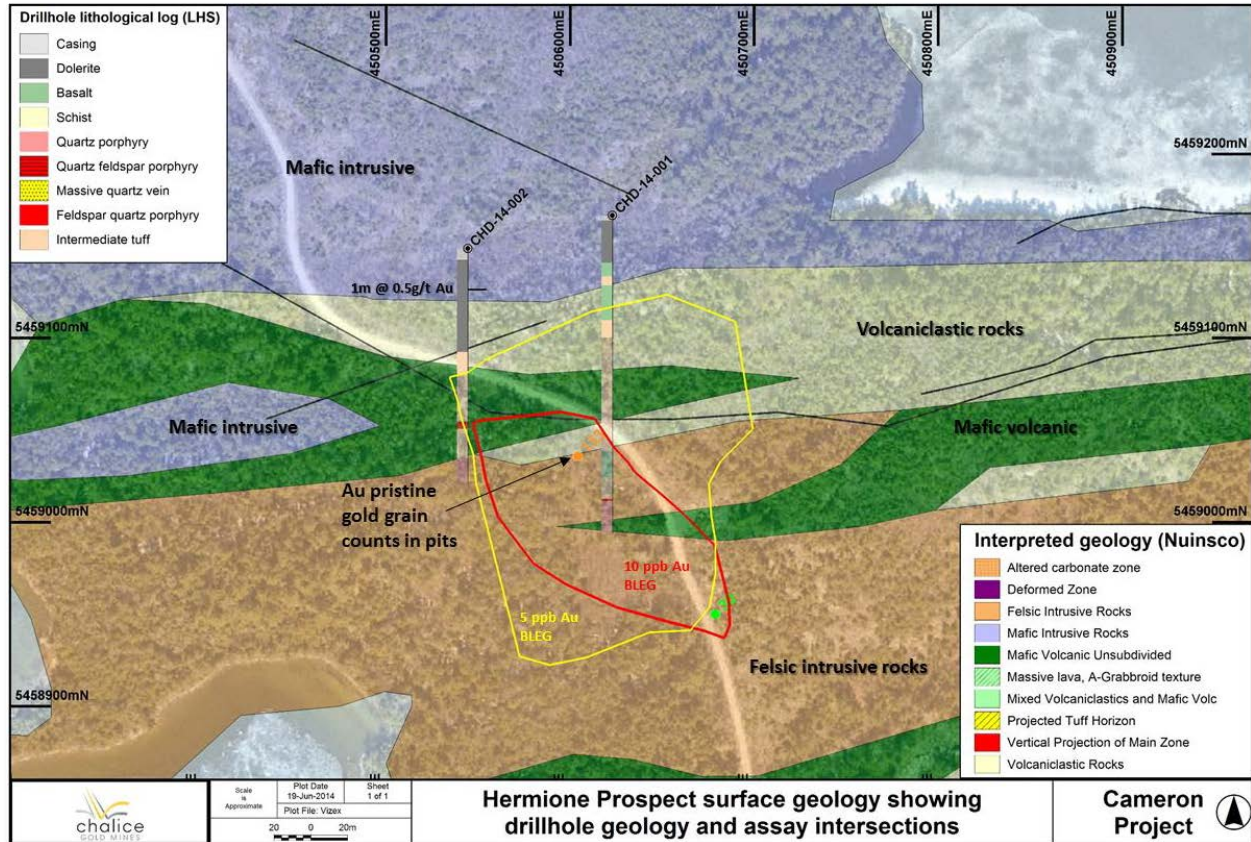 Drillhole lithological log (LHS)
Casing
Dolerite
Basalt
Schist
Quartz porphyry
Quartz feldspar porphyry
Massive quartz vein
Feldspar quartz porphyry
Intermediate tuff
450500mE
450600mE
450700mE
450800mE
450900mE
5459200mN
Mafic intrusive
CHD-14-002
CHD-14-001
1m @ 0.5g/t Au
5459100mN
Volcaniclastic rocks
5459100mN
Mafic intrusive
Mafic volcanic
Au pristine
gold grain
counts in pits
5459000mN
5459000mN
10 ppb Au
BLEG
5 ppb Au
BLEG
Felsic intrusive rocks
5458900mN
Interpreted geology (Nuinsco)
Altered carbonate zone
Deformed Zone
Felsic Intrusive Rocks
Mafic Intrusive Rocks
Mafic Volcanic Unsubdivided
Massive lava, A-Grabbroid texture
Mixed Volcaniclastics and Mafic Volc
Projected Tuff Horizon
Vertical Projection of Main Zone
Volcaniclastic Rocks
chalice
GOLD MINES
Scale
is
Approximate
Plot Date
19-Jun-2014
Sheet
1 of 1
Plot File: Vizex
20 0 20m
Hermione Prospect surface geology showing
drillhole geology and assay intersections
Cameron
Project